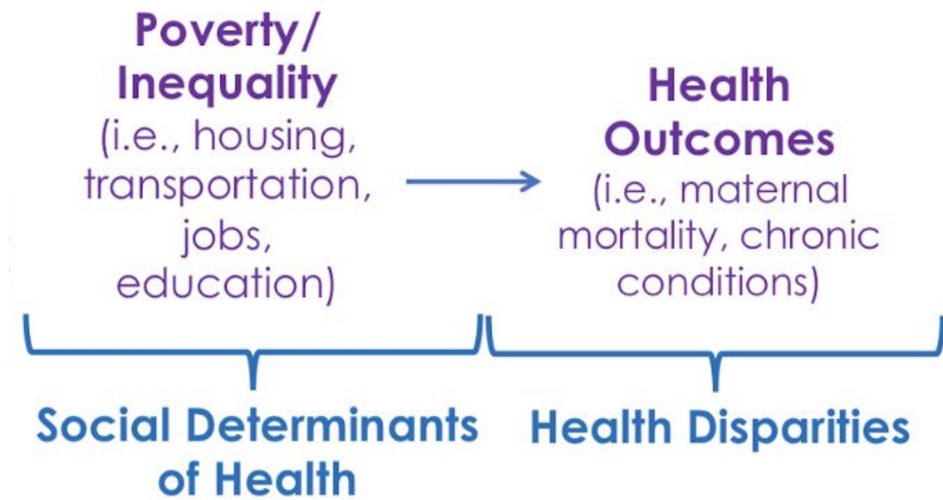 Poverty/
Inequality
(i.e., housing,
transportation,
jobs,
education)
Health
Outcomes
(i.e., maternal
mortality, chronic
conditions)
Social Determinants
of Health
Health Disparities